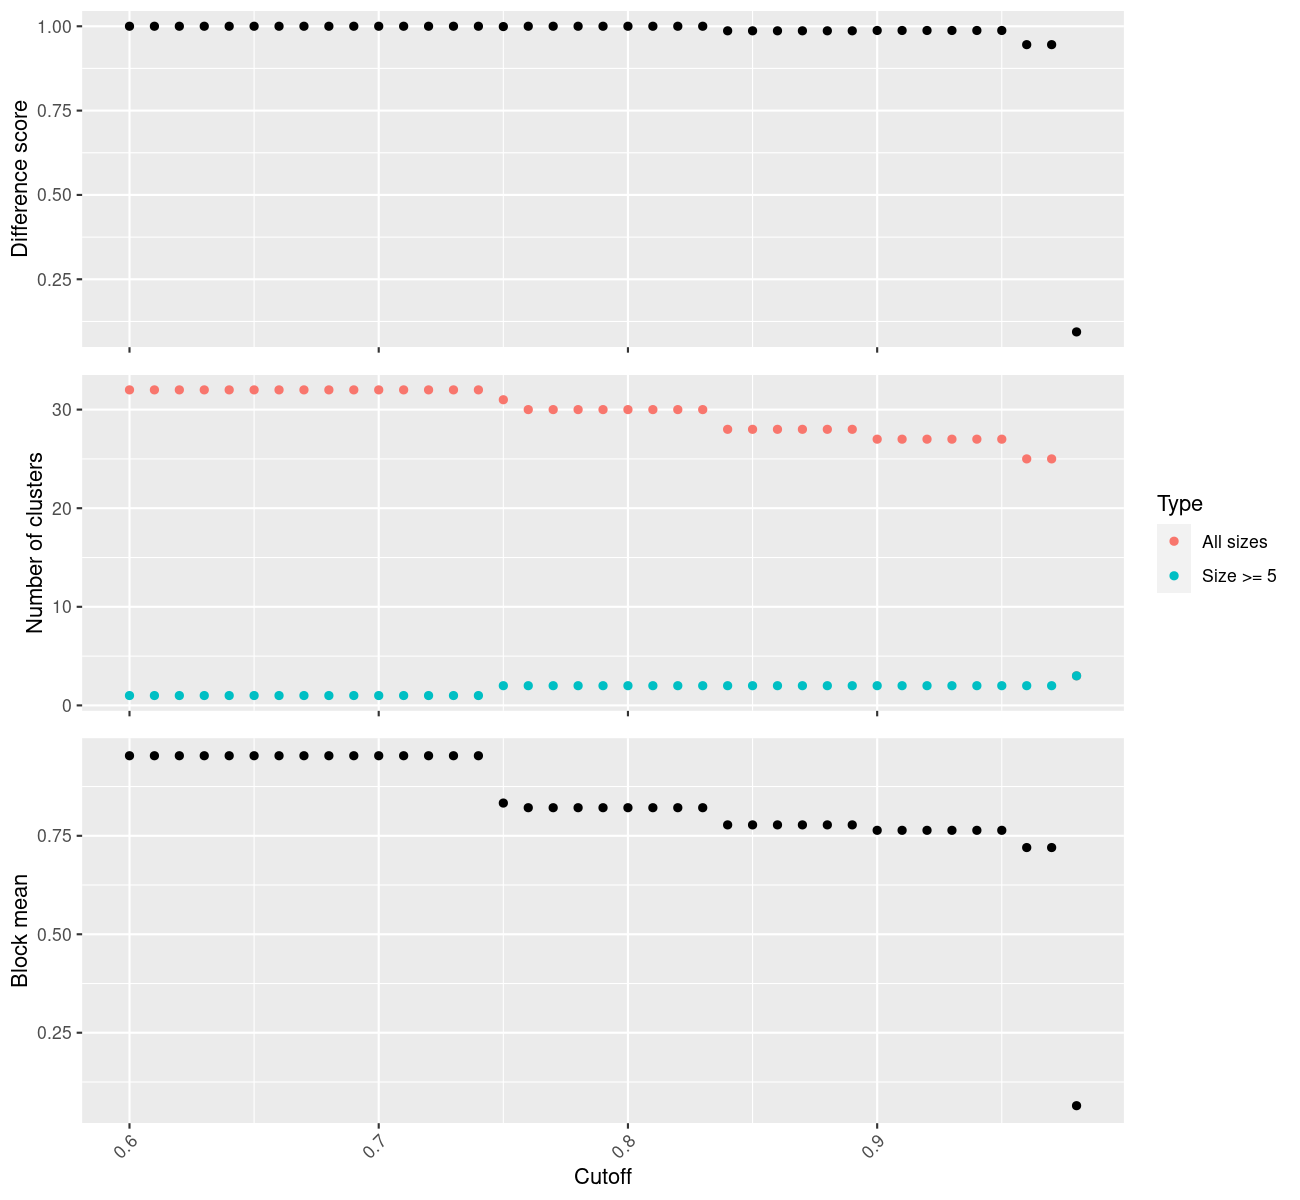 1.00
0.75
0.50
0.25
Difference score
30
20
10
0
Number of clusters
Type
All sizes
Size >= 5
0.75
0.50
0.25
Block mean
0.6
0.7
0.8
0.9
Cutoff